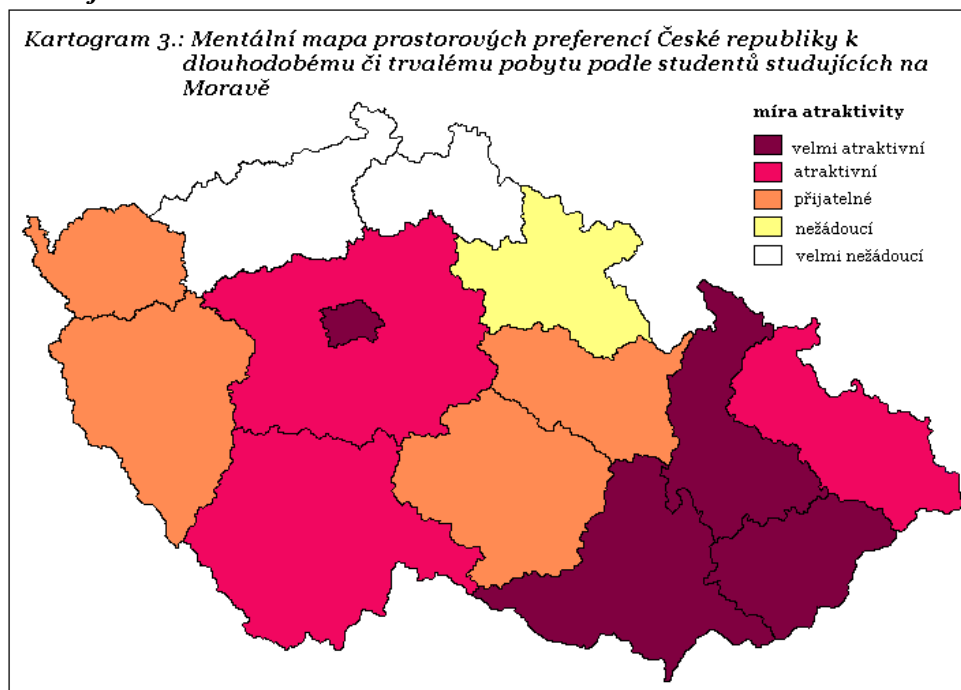 Kartogram 3.: Mentální mapa prostorových preferencí České republiky k
dlouhodobému či trvalému pobytu podle studentů studujících na
Moravě
míra atraktivity
velmi atraktivní
atraktivní
přijatelné
nežádoucí
velmi nežádoucí